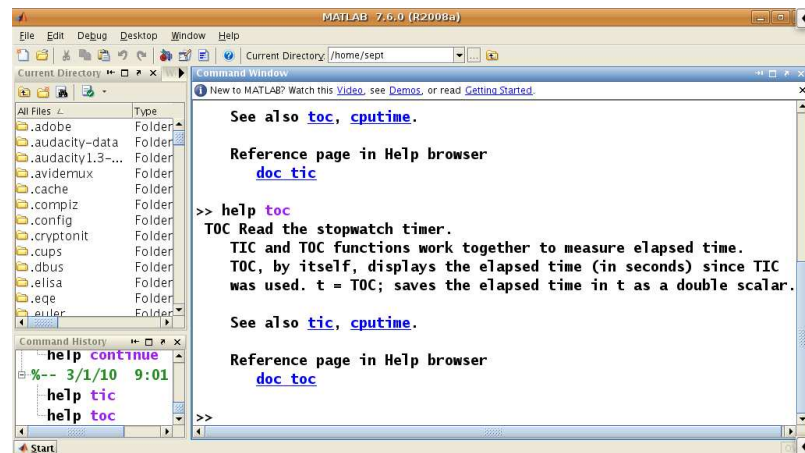 MATLAB 7.6.0 (R2008a)
File Edit Debug Desktop Window Help
Current Directory: /home/sept
Current Directory
All Files Type
.adobe Folder
.audacity-data Folder
.audacity1.3-... Folder
.avidemux Folder
.cache Folder
.compiz Folder
.config Folder
.cryptonit Folder
.cups Folder
.dbus Folder
.elisa Folder
.eqe Folder
.euler Folder
Command History
help continue
%-- 3/1/10 9:01
help tic
help toc
Start
Command Window
New to MATLAB? Watch this Video, see Demos, or read Getting Started.
See also toc, cputime.
Reference page in Help browser
doc tic
>> help toc
TOC Read the stopwatch timer.
TIC and TOC functions work together to measure elapsed time.
TOC, by itself, displays the elapsed time (in seconds) since TIC
was used. t = TOC; saves the elapsed time in t as a double scalar.
See also tic, cputime.
Reference page in Help browser
doc toc
>>